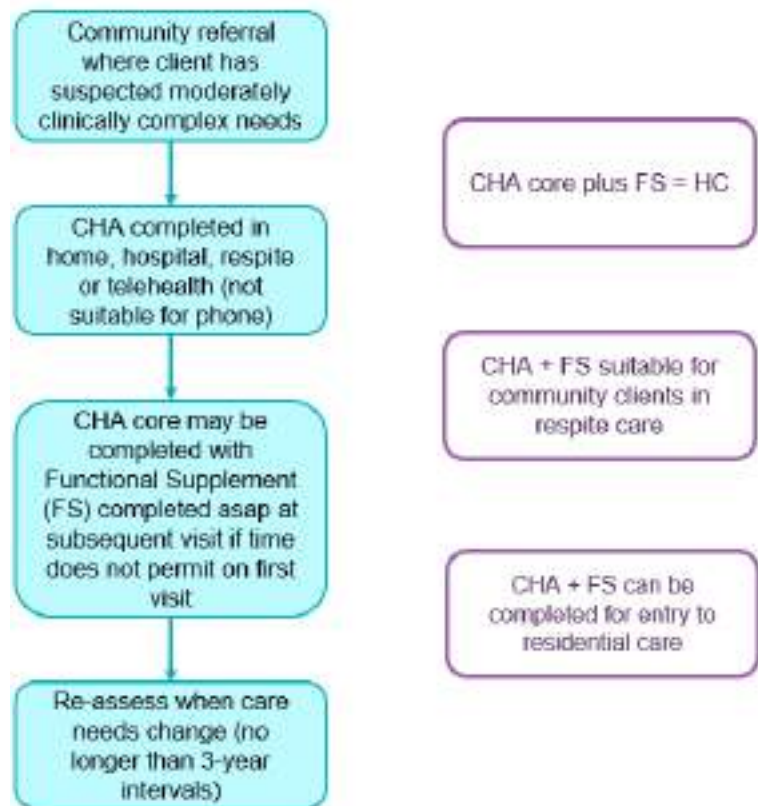 Community referral
where client has
suspected moderately
clinically complex needs
CHA completed in
home, hospital, respite
or telehealth (not
suitable for phone)
CHA core may be
completed with
Functional Supplement
(FS) completed asap at
subsequent visit if time
does not permit on first
visit
Re-assess when care
needs change (no
longer than 3-year
intervals)
CHA core plus FS = HC
CHA + FS suitable for
community clients in
respite care
CHA + FS can be
completed for entry to
residential care